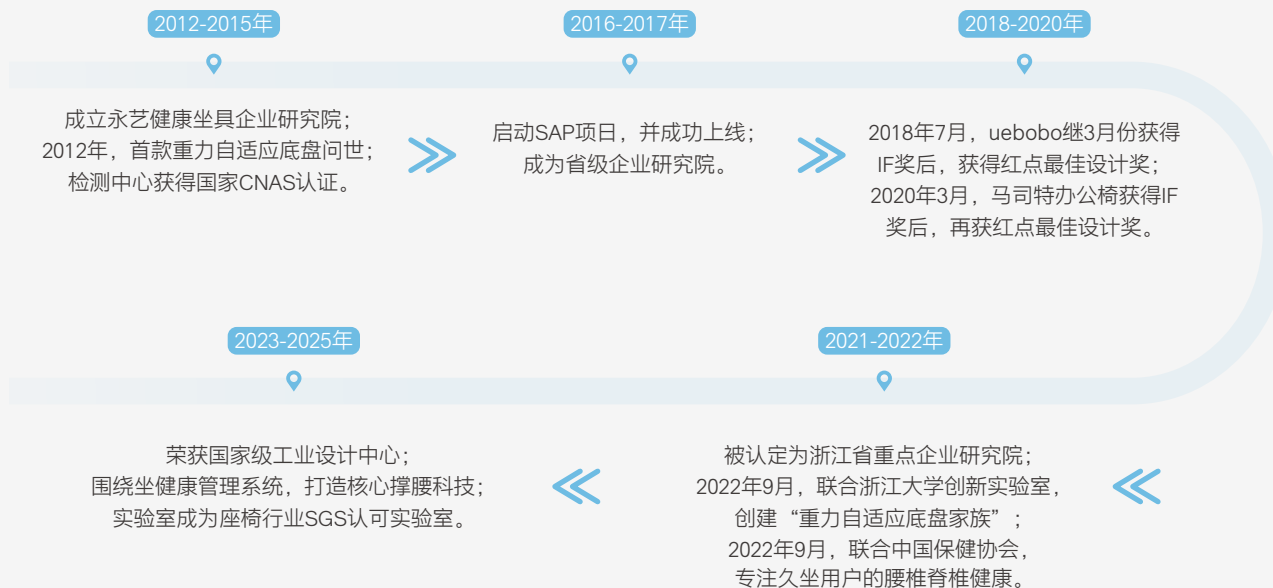 2012-2015年
成立永艺健康坐具企业研究院；
2012年，首款重力自适应底盘问世；
检测中心获得国家CNAS认证。
2016-2017年
启动SAP项日，并成功上线；
成为省级企业研究院。
2018-2020年
2018年7月，uebobo继3月份获得
IF奖后，获得红点最佳设计奖；
2020年3月，马司特办公椅获得IF
奖后，再获红点最佳设计奖。
2021-2022年
被认定为浙江省重点企业研究院；
2022年9月，联合浙江大学创新实验室，
创建“重力自适应底盘家族”；
2022年9月，联合中国保健协会，
专注久坐用户的腰椎脊椎健康。
2023-2025年
荣获国家级工业设计中心；
围绕坐健康管理系统，打造核心撑腰科技；
实验室成为座椅行业SGS认可实验室。